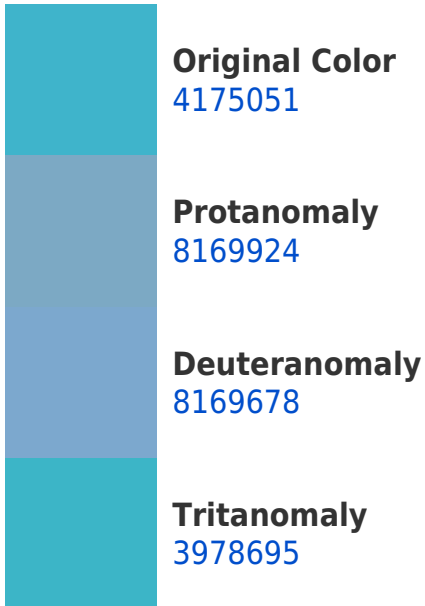 Original Color
4175051
Protanomaly
8169924
Deuteranomaly
8169678
Tritanomaly
3978695